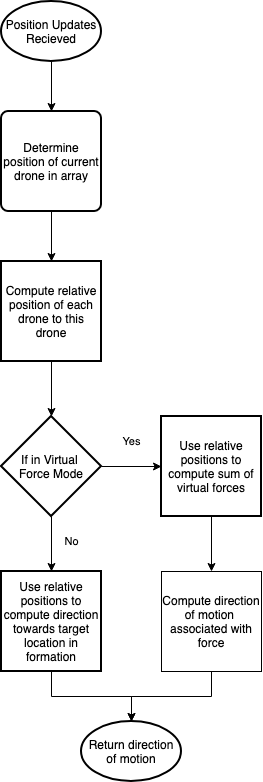 Position Updates
Recieved
Determine
position of current
drone in array
Compute relative
position of each
drone to this
drone
If in Virtual
Force Mode
Yes
Use relative
positions to
compute sum of
virtual forces
No
Use relative
positions to
compute direction
towards target
location in
formation
Compute direction
of motion
associated with
force
Return direction
of motion